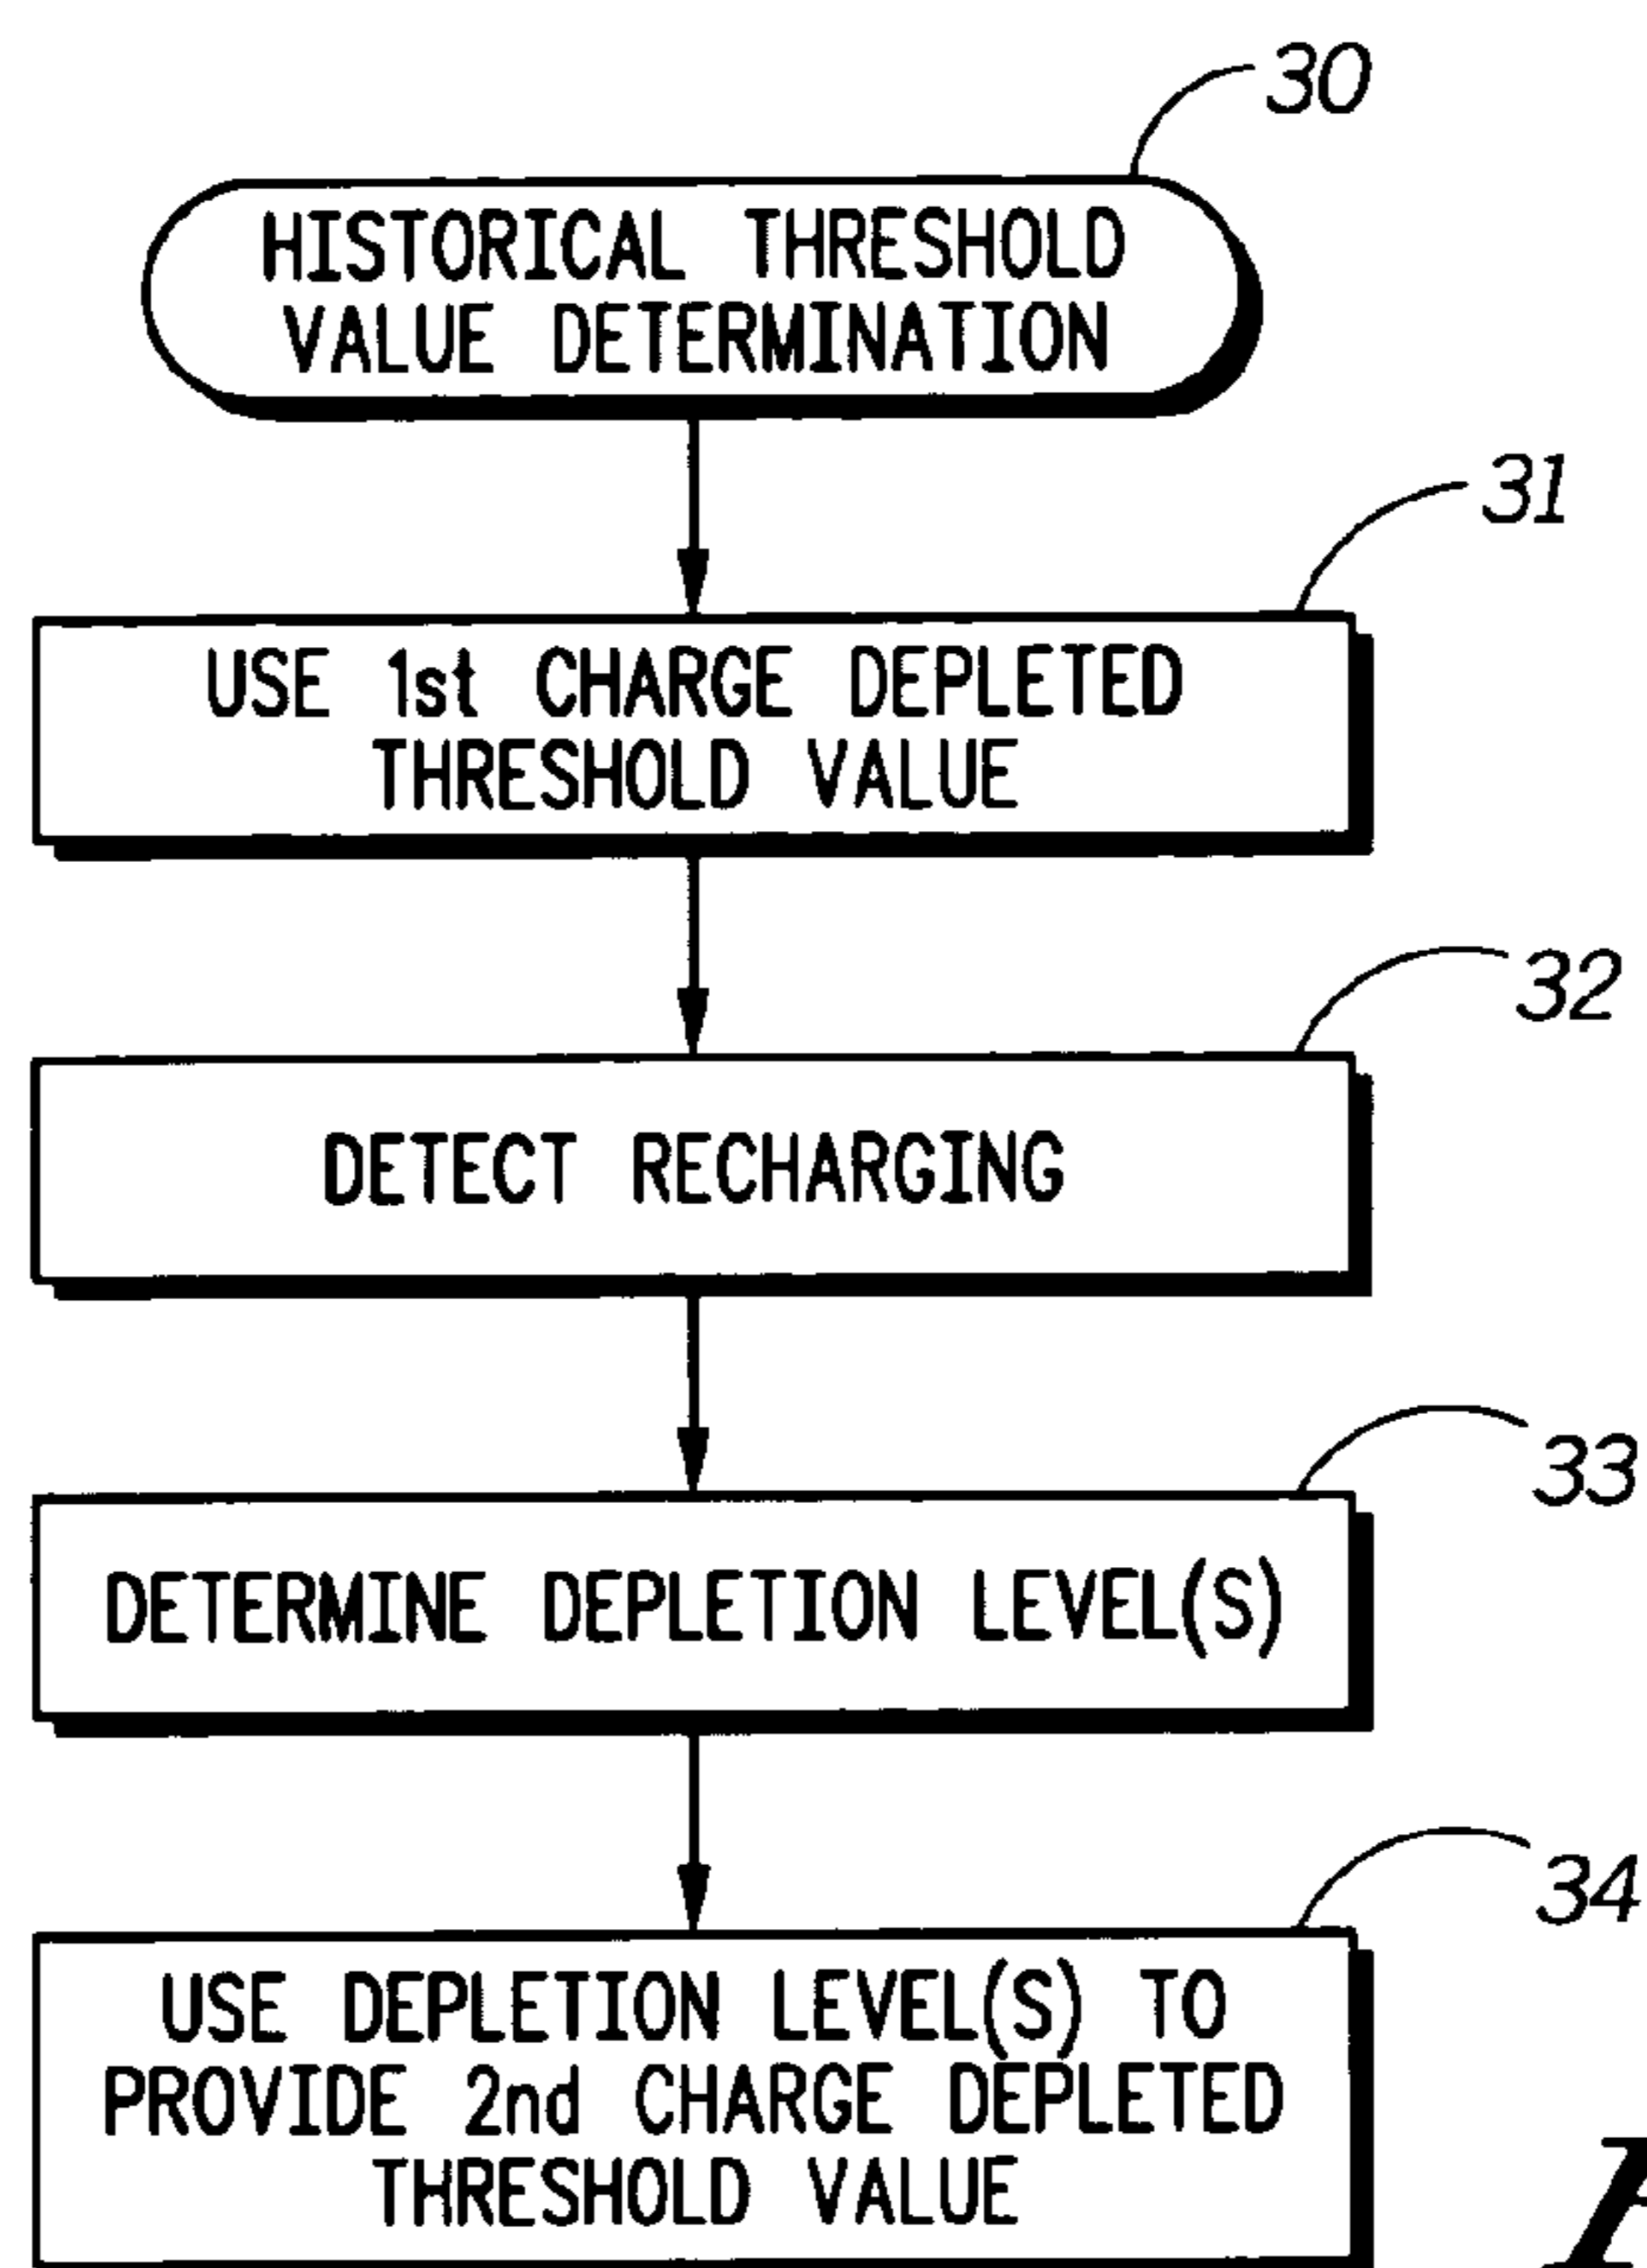 30
HISTORICAL THRESHOLD
VALUE DETERMINATION
31
USE 1st CHARGE DEPLETED
THRESHOLD VALUE
32
DETECT RECHARGING
33
DETERMINE DEPLETION LEVEL(S)
34
USE DEPLETION LEVEL(S) TO
PROVIDE 2nd CHARGE DEPLETED
THRESHOLD VALUE